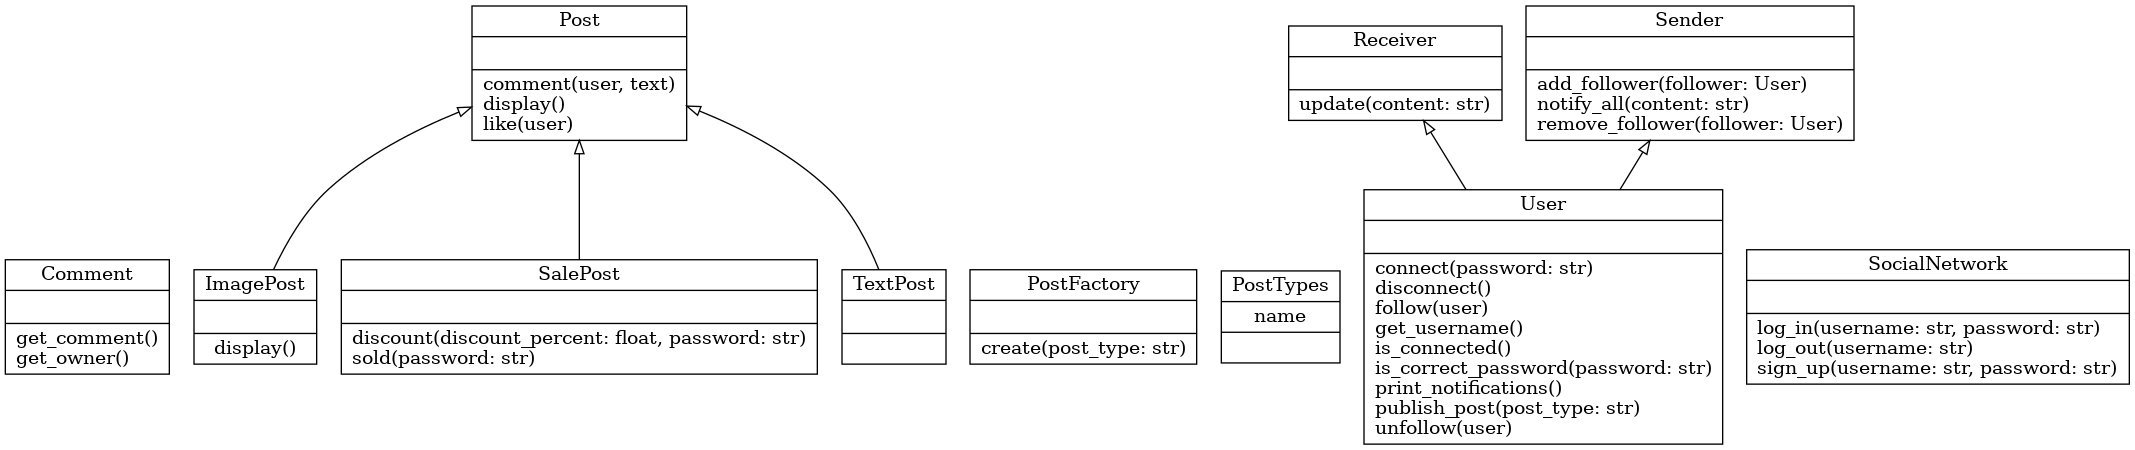 Post
comment(user, text)
display()
like(user)
Receiver
update(content: str)
Sender
add_follower(follower: User)
notify_all(content: str)
remove_follower(follower: User)
Comment
get_comment()
get_owner()
ImagePost
display()
SalePost
discount(discount_percent: float, password: str)
sold(password: str)
TextPost
PostFactory
create(post_type: str)
PostTypes
name
User
connect(password: str)
disconnect()
follow(user)
get_username()
is_connected()
is_correct_password(password: str)
print_notifications()
publish_post(post_type: str)
unfollow(user)
SocialNetwork
log_in(username: str, password: str)
log_out(username: str)
sign_up(username: str, password: str)